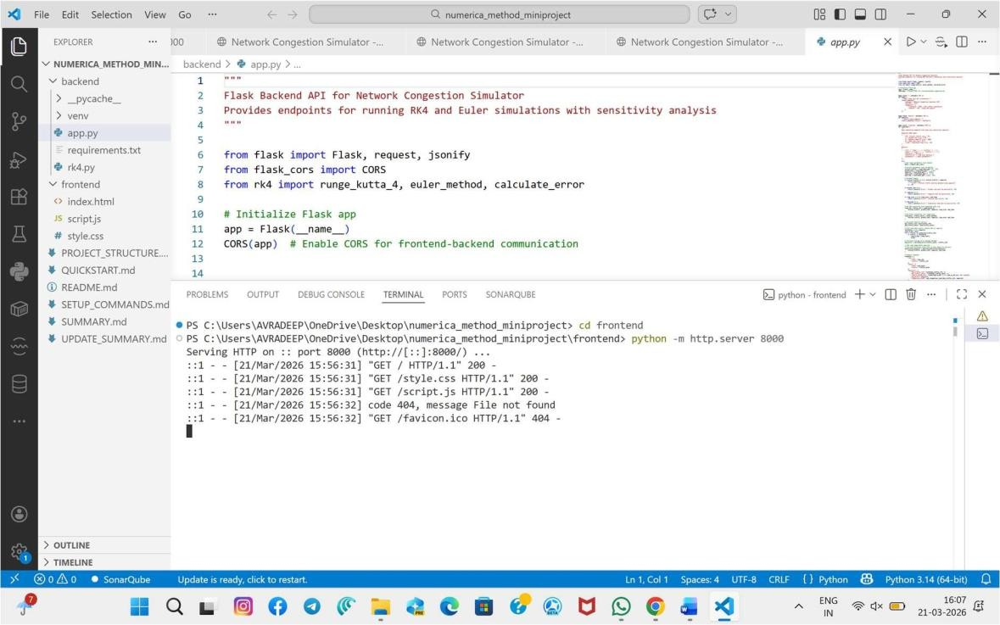 File Edit Selection View Go ···
numerica_method_miniproject
EXPLORER ···
000
Network Congestion Simulator -...
Network Congestion Simulator -...
Network Congestion Simulator -...
app.py
NUMERICA_METHOD_MIN...
backend
__pycache__
venv
app.py
requirements.txt
rk4.py
frontend
<> index.html
JS script.js
# style.css
PROJECT_STRUCTURE....
QUICKSTART.md
README.md
SETUP_COMMANDS.md
SUMMARY.md
UPDATE_SUMMARY.md
OUTLINE
TIMELINE
backend > app.py > ...
1 """
2 Flask Backend API for Network Congestion Simulator
3 Provides endpoints for running RK4 and Euler simulations with sensitivity analysis
4 """
5
6 from flask import Flask, request, jsonify
7 from flask_cors import CORS
8 from rk4 import runge_kutta_4, euler_method, calculate_error
9
10 # Initialize Flask app
11 app = Flask(__name__)
12 CORS(app) # Enable CORS for frontend-backend communication
13
14
PROBLEMS OUTPUT DEBUG CONSOLE TERMINAL PORTS SONARQUBE
python - frontend
PS C:\Users\AVRADEEP\OneDrive\Desktop\numerica_method_miniproject> cd frontend
PS C:\Users\AVRADEEP\OneDrive\Desktop\numerica_method_miniproject\frontend> python -m http.server 8000
Serving HTTP on :: port 8000 (http://[::]:8000/) ...
::1 - - [21/Mar/2026 15:56:31] "GET / HTTP/1.1" 200 -
::1 - - [21/Mar/2026 15:56:31] "GET /style.css HTTP/1.1" 200 -
::1 - - [21/Mar/2026 15:56:31] "GET /script.js HTTP/1.1" 200 -
::1 - - [21/Mar/2026 15:56:32] code 404, message File not found
::1 - - [21/Mar/2026 15:56:32] "GET /favicon.ico HTTP/1.1" 404 -
1
0 0 SonarQube Update is ready, click to restart. Ln 1, Col 1 Spaces: 4 UTF-8 CRLF { } Python Python 3.14 (64-bit)
7
PRE
BETA
ENG
IN
16:07
21-03-2026